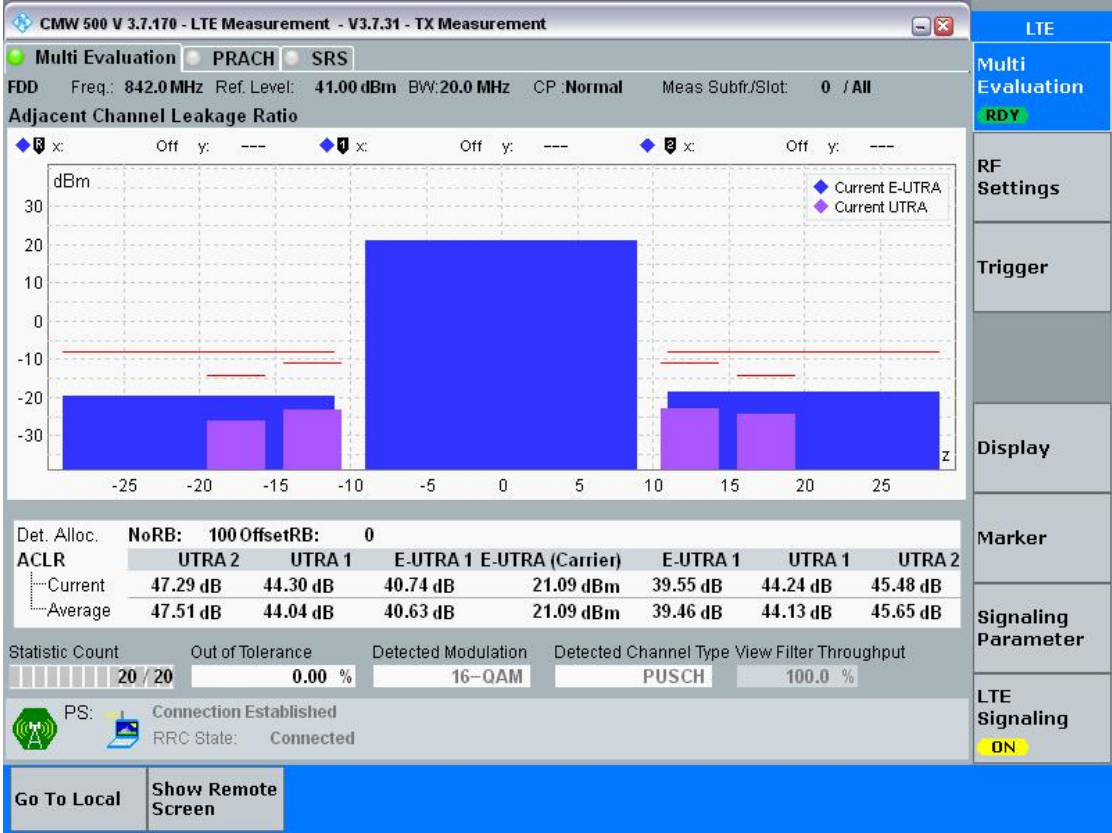 CMW 500 V 3.7.170 - LTE Measurement - V3.7.31 - TX Measurement
LTE
Multi Evaluation PRACH SRS
FDD Freq.: 842.0 MHz Ref. Level: 41.00 dBm BW: 20.0 MHz CP : Normal Meas Subfr./Slot: 0 / All
Adjacent Channel Leakage Ratio
R x: Off y: --- 1 x: Off y: --- 2 x: Off y: ---
dBm
Current E-UTRA
Current UTRA
30
20
10
0
-10
-20
-30
z
-25 -20 -15 -10 -5 0 5 10 15 20 25
Det. Alloc. NoRB: 100 OffsetRB: 0
ACLR UTRA 2 UTRA 1 E-UTRA 1 E-UTRA (Carrier) E-UTRA 1 UTRA 1 UTRA 2
Current 47.29 dB 44.30 dB 40.74 dB 21.09 dBm 39.55 dB 44.24 dB 45.48 dB
Average 47.51 dB 44.04 dB 40.63 dB 21.09 dBm 39.46 dB 44.13 dB 45.65 dB
Statistic Count Out of Tolerance Detected Modulation Detected Channel Type View Filter Throughput
20 / 20 0.00 % 16-QAM PUSCH 100.0 %
PS: Connection Established
RRC State: Connected
Multi
Evaluation
RDY
RF
Settings
Trigger
Display
Marker
Signaling
Parameter
LTE
Signaling
ON
Go To Local
Show Remote
Screen